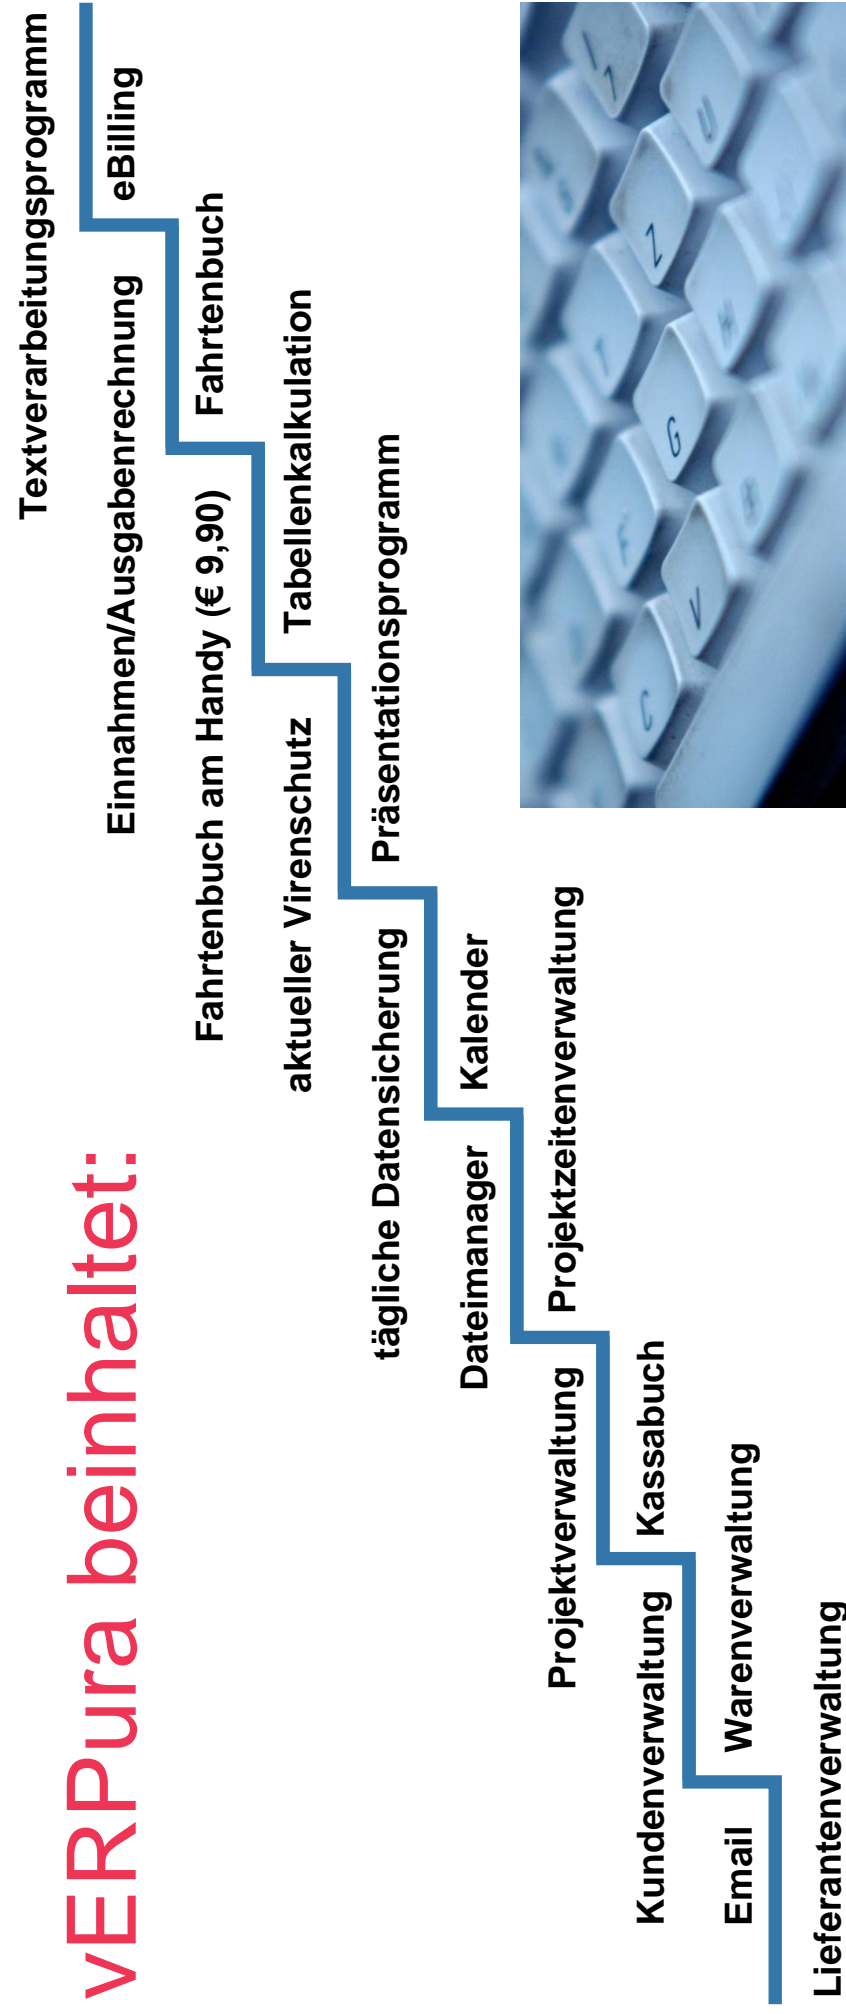 vERPura beinhaltet:
Textverarbeitungsprogramm
Einnahmen/Ausgabenrechnung eBilling
Fahrtenbuch am Handy (€ 9,90) Fahrtenbuch
aktueller Virenschutz Tabellenkalkulation
tägliche Datensicherung Präsentationsprogramm
Dateimanager Kalender
Projektverwaltung Projektzeitenverwaltung
Kundenverwaltung Kassabuch
Email Warenverwaltung
Lieferantenverwaltung
C
V
F
G
T
Z
U